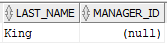 LAST_NAME MANAGER_ID
King (null)